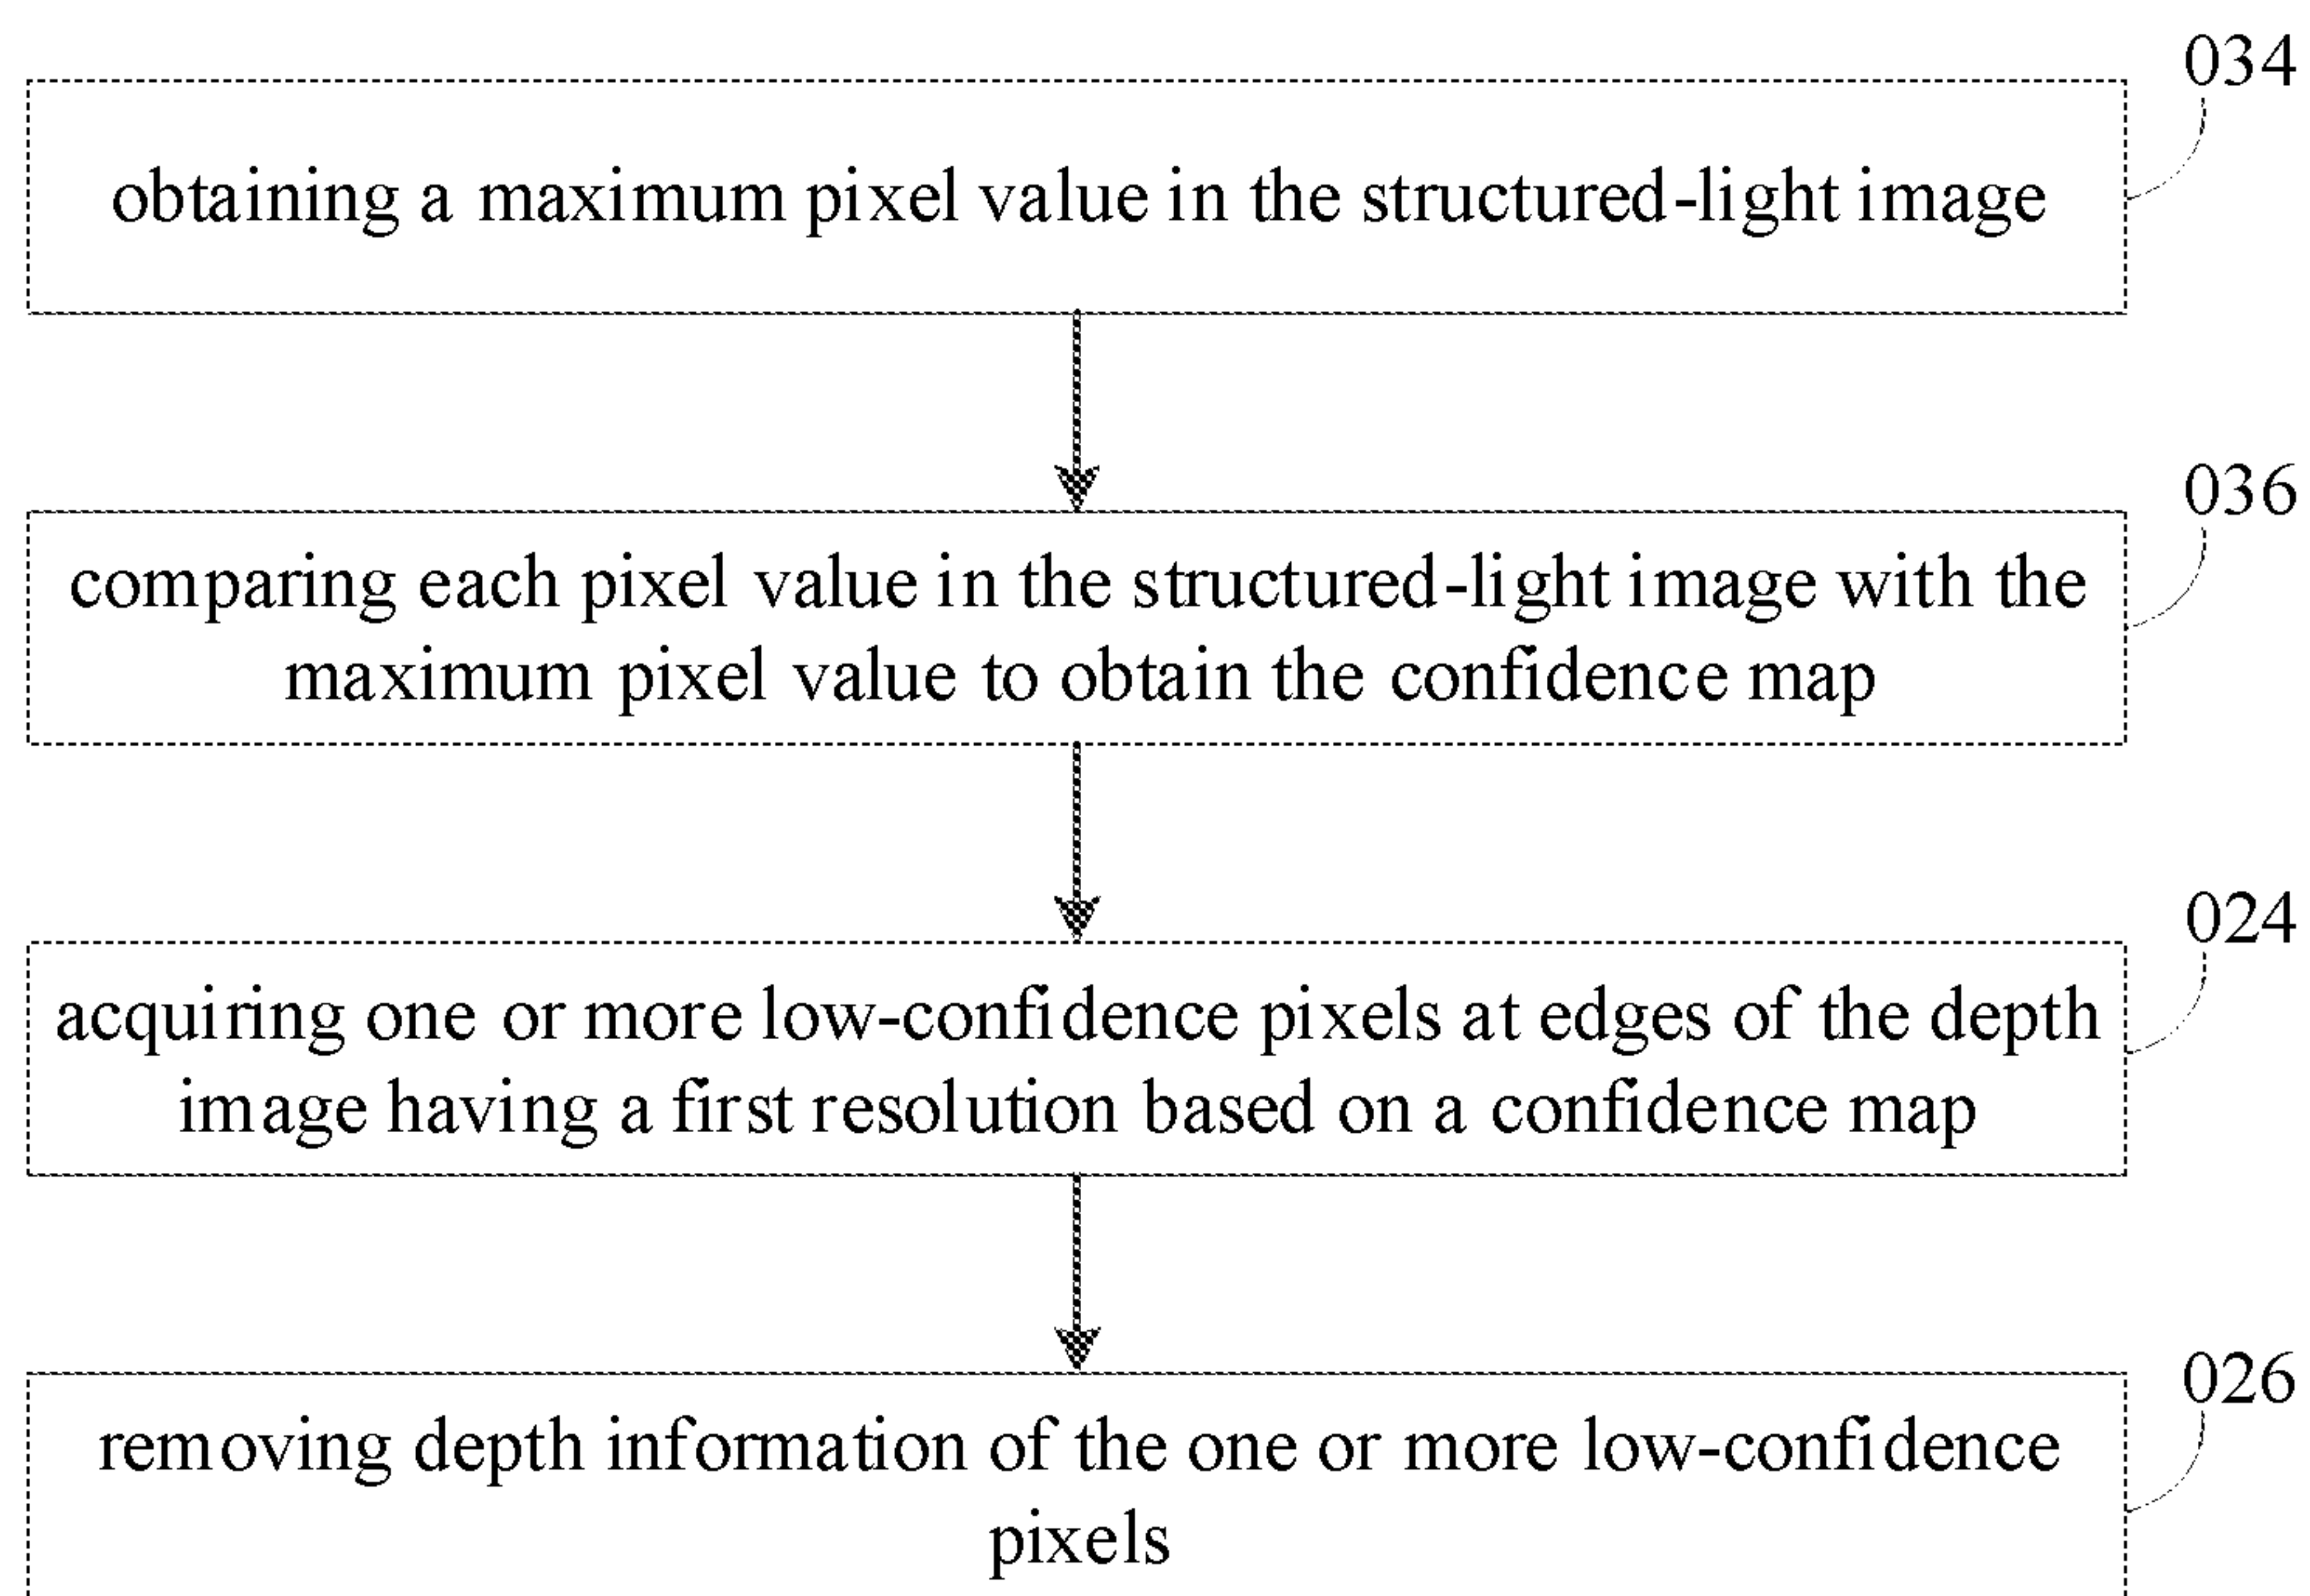 034
obtaining a maximum pixel value in the structured-light image
036
comparing each pixel value in the structured-light image with the
maximum pixel value to obtain the confidence map
024
acquiring one or more low-confidence pixels at edges of the depth
image having a first resolution based on a confidence map
026
removing depth information of the one or more low-confidence
pixels